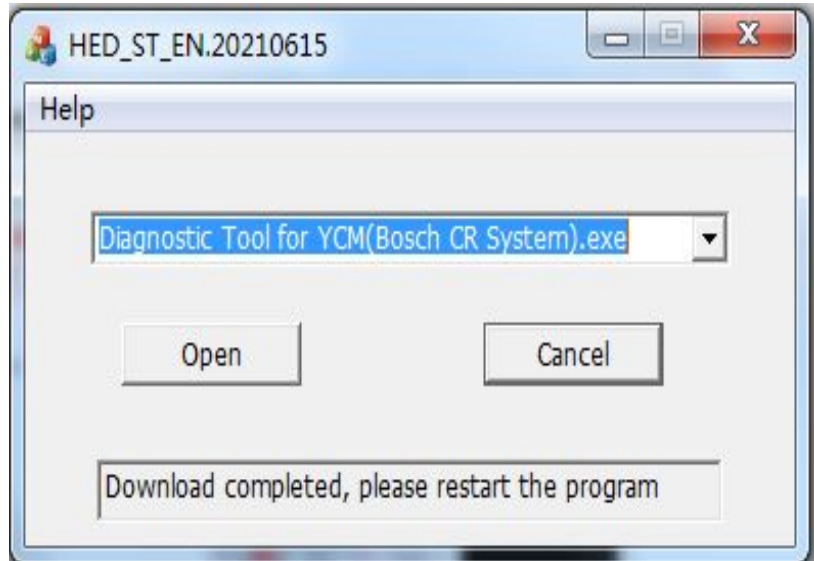 HED_ST_EN.20210615
Help
Diagnostic Tool for YCM(Bosch CR System).exe
Open
Cancel
Download completed, please restart the program